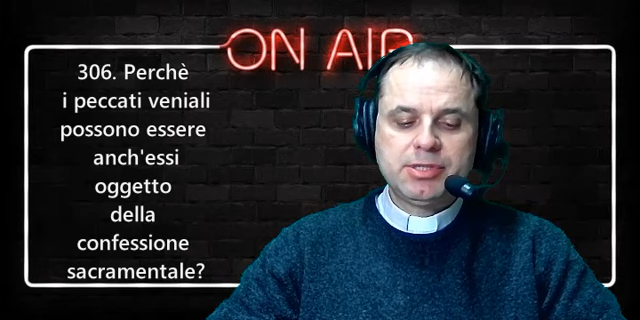 ON AIR
306. Perchè
i peccati veniali
possono essere
anch'essi
oggetto
della
confessione
sacramentale?